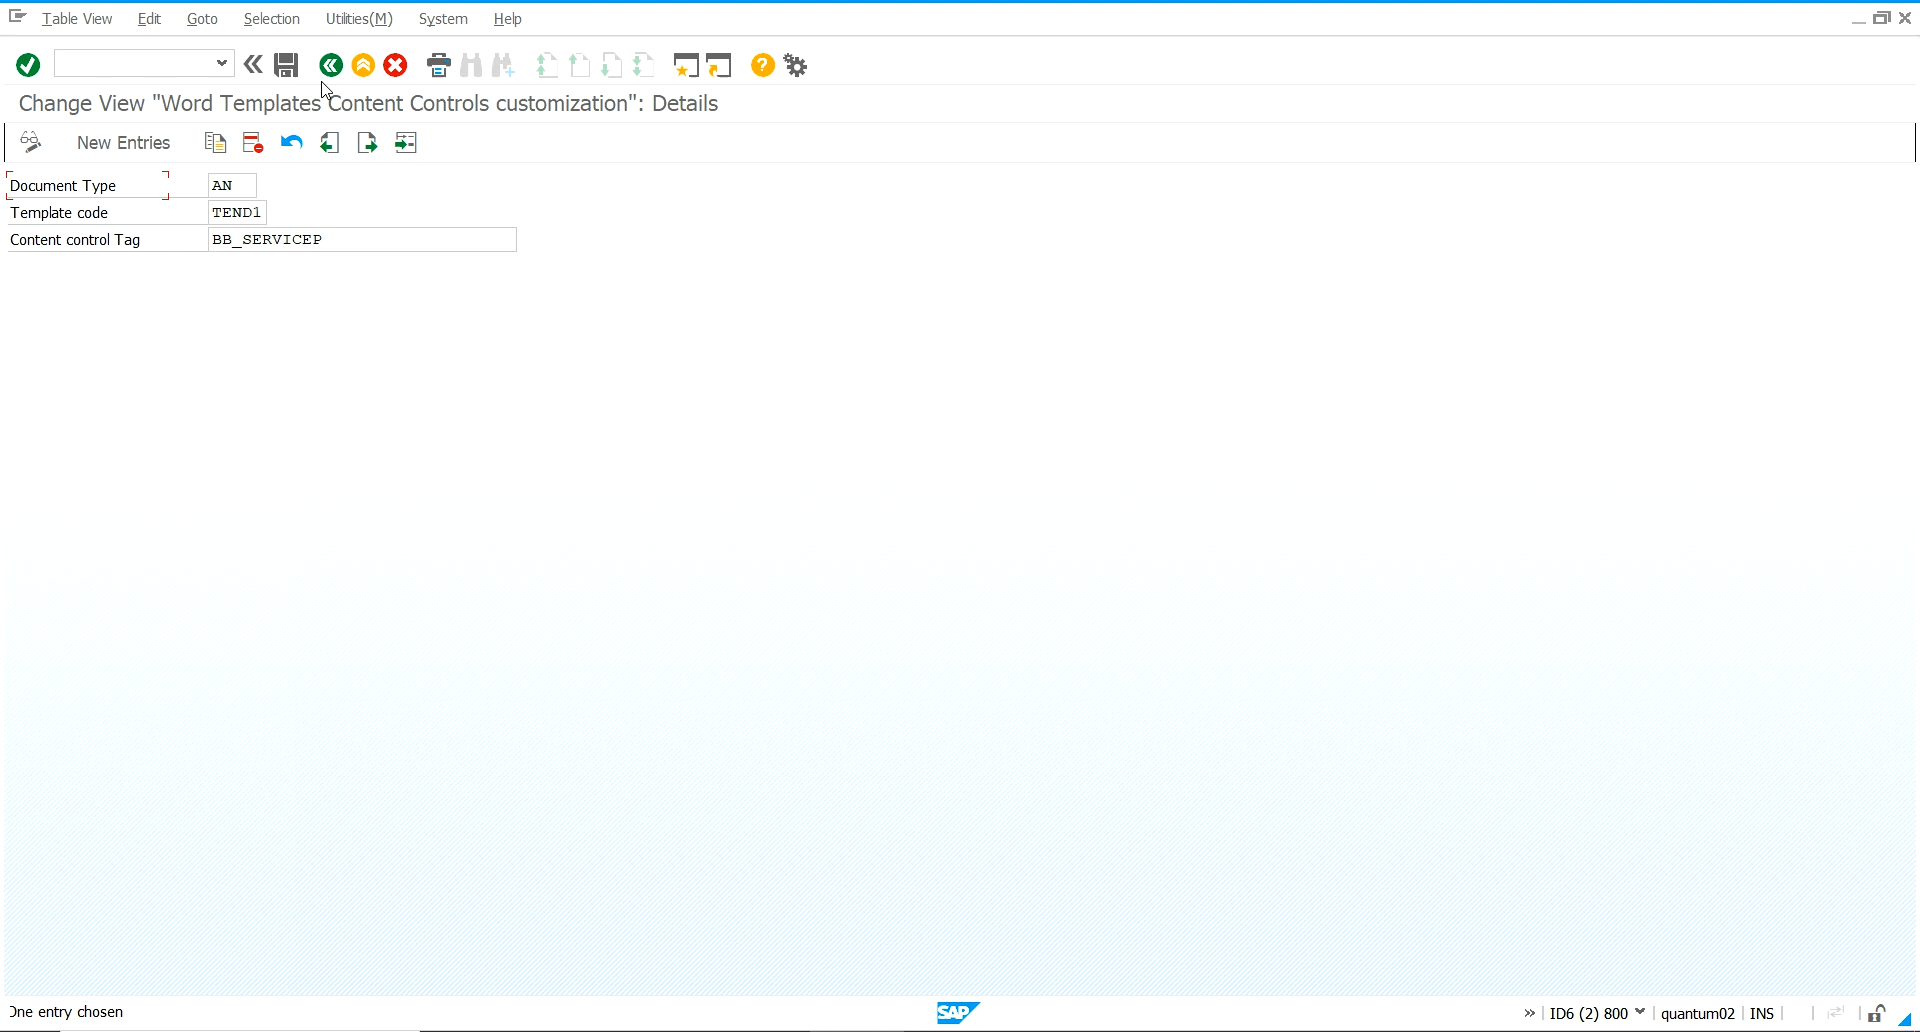 Table View Edit Goto Selection Utilities(M) System Help
Change View "Word Templates Content Controls customization": Details
New Entries
Document Type AN
Template code TEND1
Content control Tag BB_SERVICEP
One entry chosen SAP » ID6 (2) 800 quantum02 INS